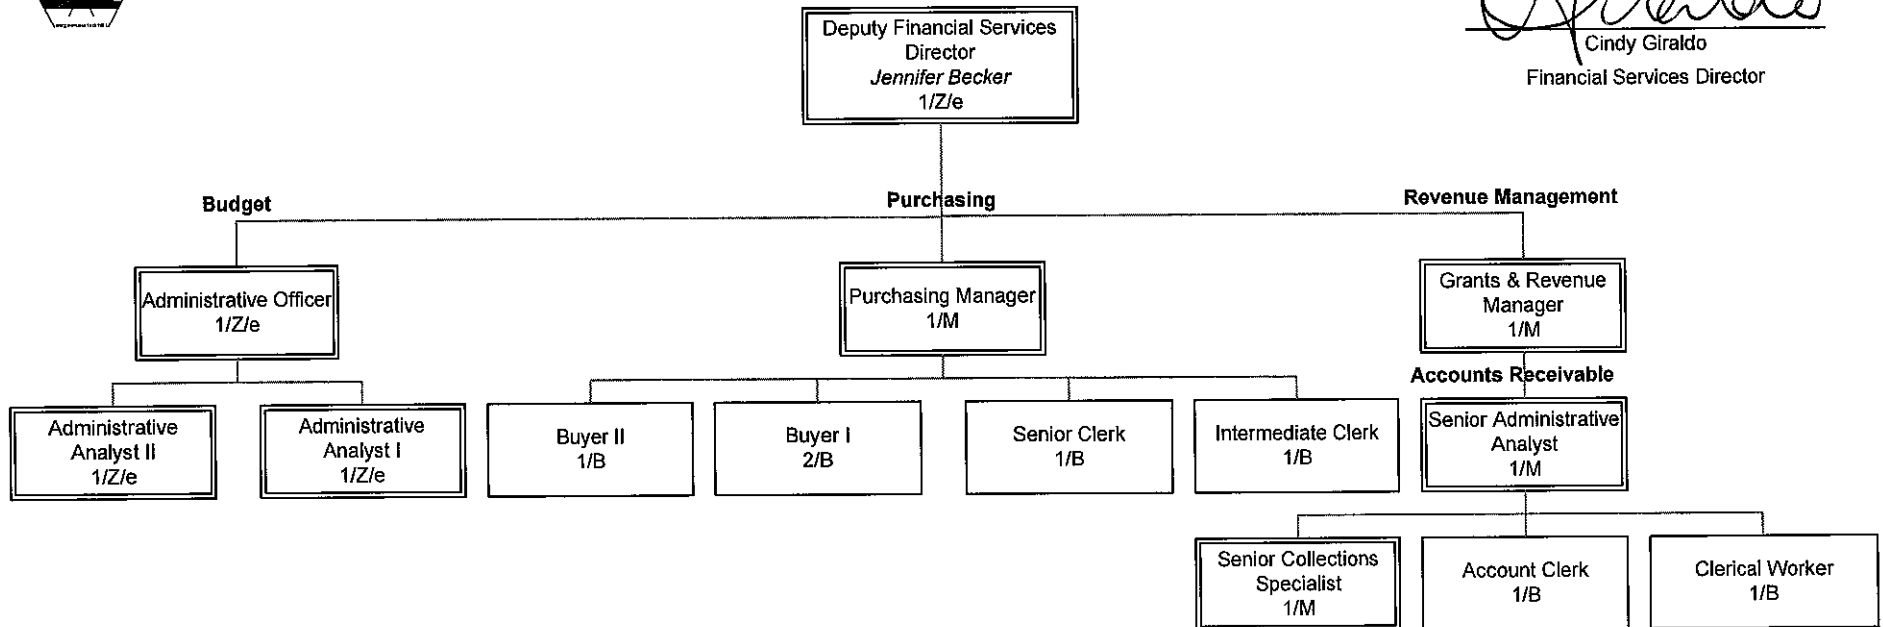 Deputy Financial Services
Director
Jennifer Becker
1/Z/e
Cindy Giraldo
Financial Services Director
Budget
Purchasing
Revenue Management
Administrative Officer
1/Z/e
Purchasing Manager
1/M
Grants & Revenue
Manager
1/M
Accounts Receivable
Administrative
Analyst II
1/Z/e
Administrative
Analyst I
1/Z/e
Buyer II
1/B
Buyer I
2/B
Senior Clerk
1/B
Intermediate Clerk
1/B
Senior Administrative
Analyst
1/M
Senior Collections
Specialist
1/M
Account Clerk
1/B
Clerical Worker
1/B